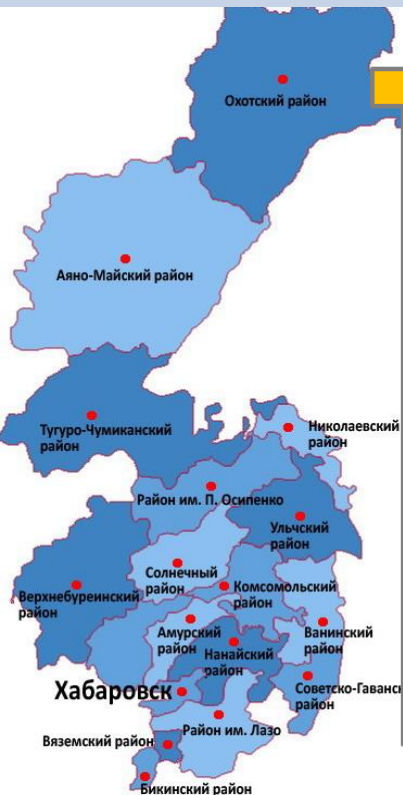 Охотский район
Аяно-Майский район
Тугуро-Чумиканский
район
Николаевский
район
Район им. П. Осипенко
Ульчский
район
Солнечный
район
Верхнебуреинский
район
Комсомольский
район
Амурский
район
Ванинский
район
Нанайский
район
Хабаровск
Советско-Гаванс
район
Район им. Лазо
Вяземский район
Бикинский район